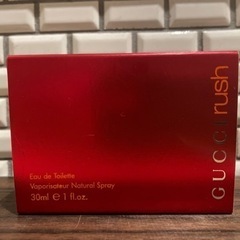 Eau de Toilette
Vaporisateur Natural Spray
30ml e 1 fl.oz.
GUCCI rush